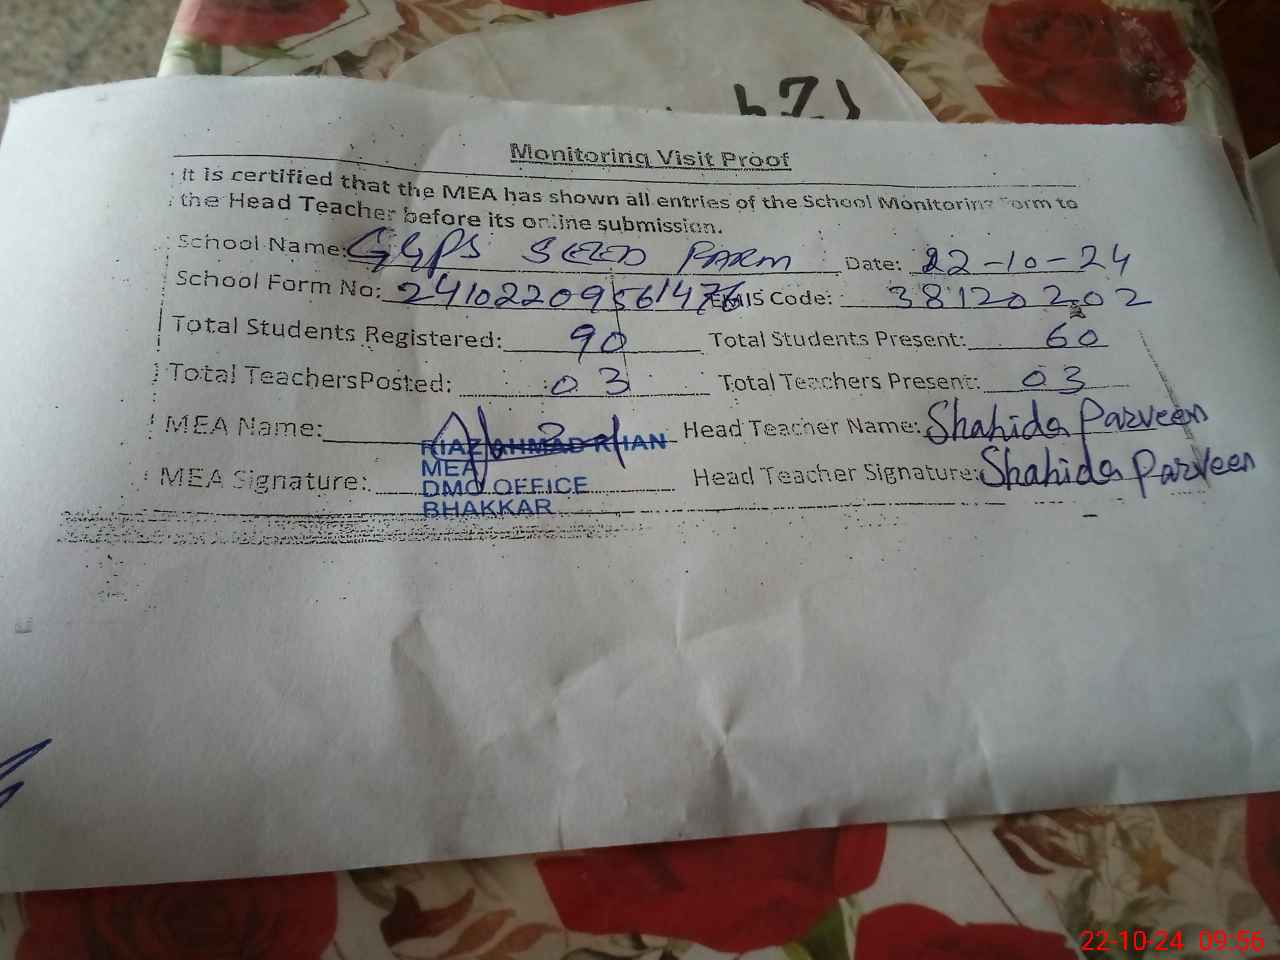 Monitoring Visit Proof
It is certified that the MEA has shown all entries of the School Monitoring Form to
the Head Teacher before its online submission.
School Name: GGPS SEED FARM Date: 22-10-24
School Form No: 24102209561476 EMIS Code: 38120202
Total Students Registered: 90 Total Students Present: 60
Total TeachersPosted: 03 Total Teachers Present: 03
MEA Name: RIAZ AHMAD Head Teacher Name: Shahida Parveen
MEA
MEA Signature: DMO OFFICE Head Teacher Signature: Shahida Parveen
BHAKKAR
22-10-24 09:56